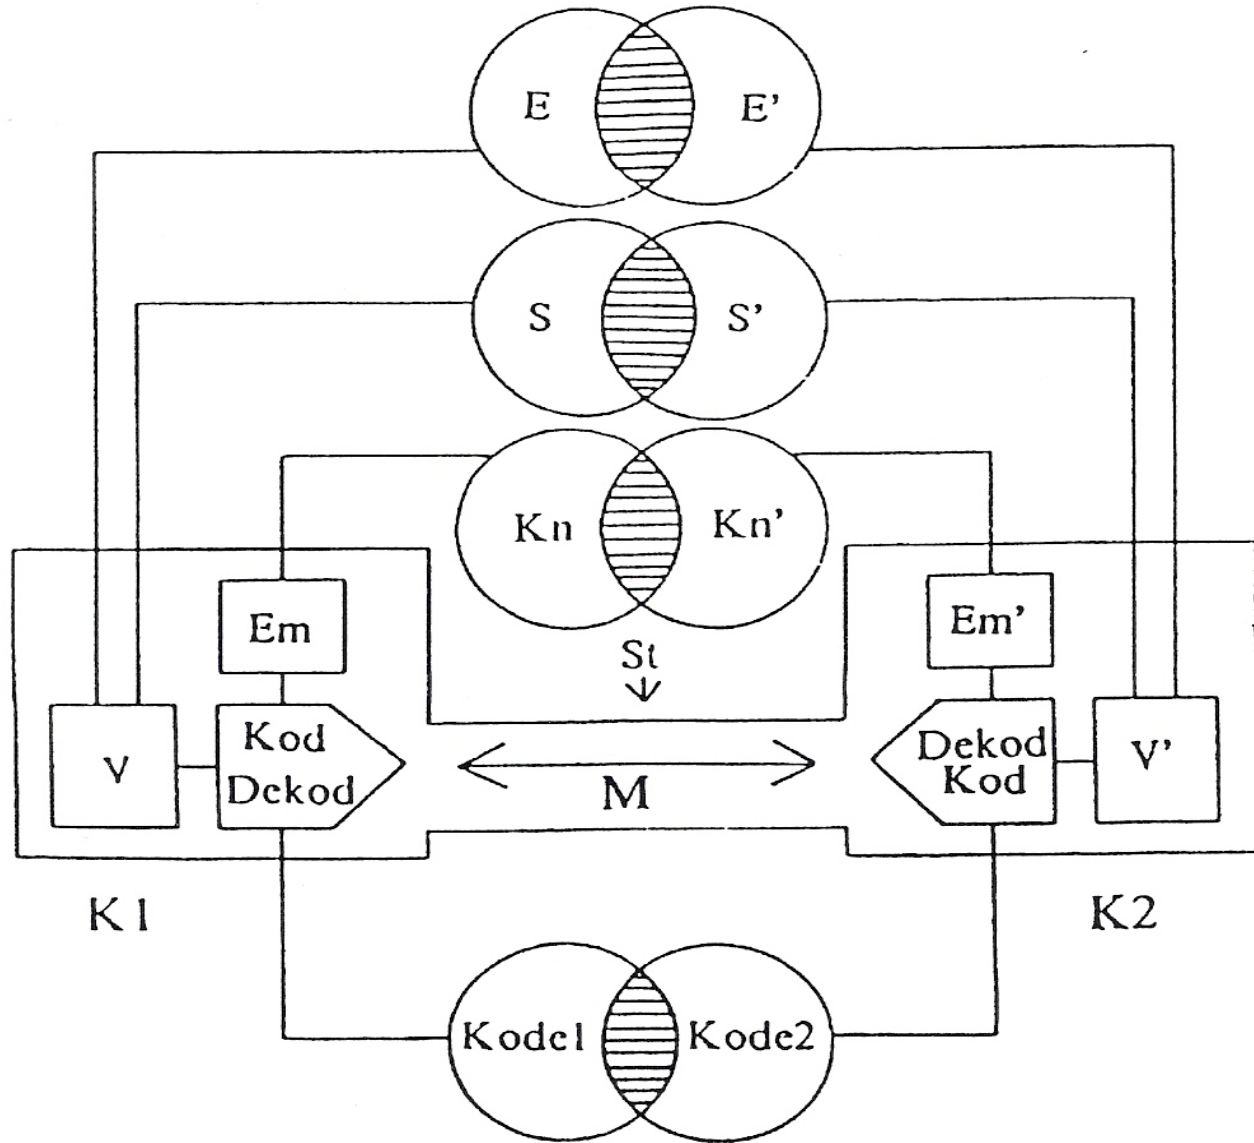 E E'
S S'
Kn Kn'
Em Em'
St
V Kod Dekod V'
Dekod Kod
M
K1 K2
Kode1 Kode2